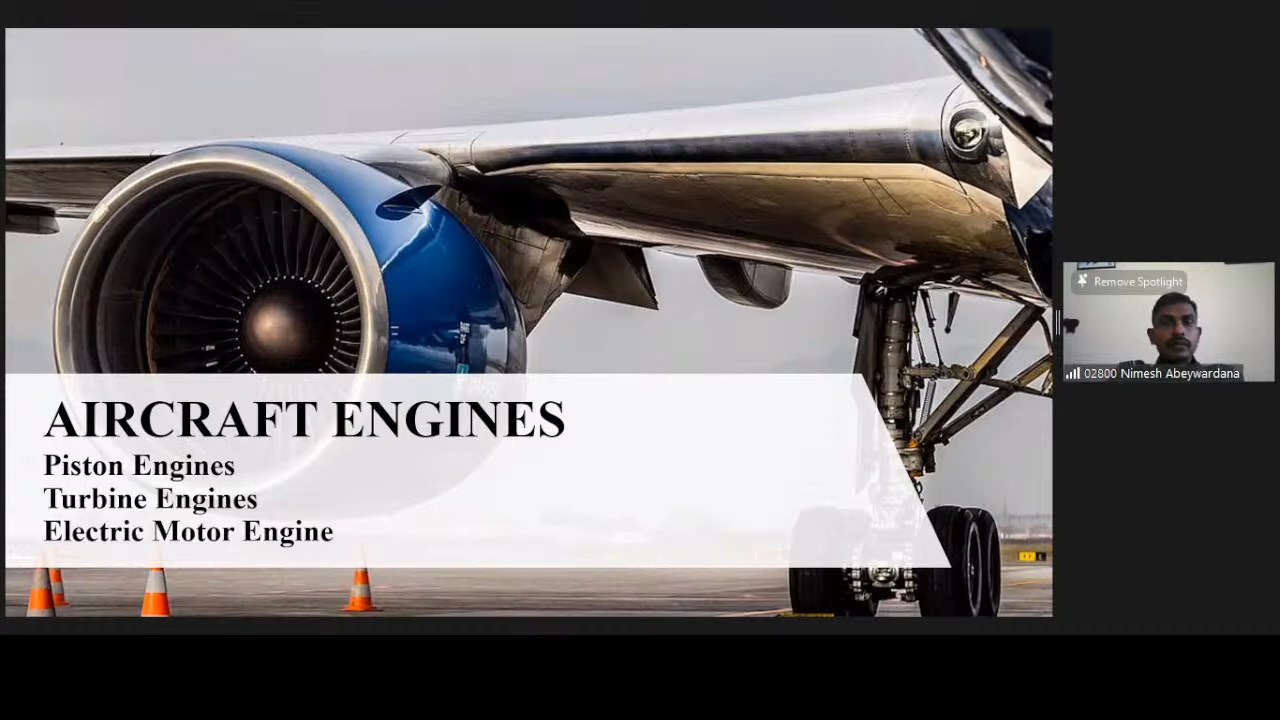 AIRCRAFT ENGINES
Piston Engines
Turbine Engines
Electric Motor Engine
Remove Spotlight
02800 Nimesh Abeywardana